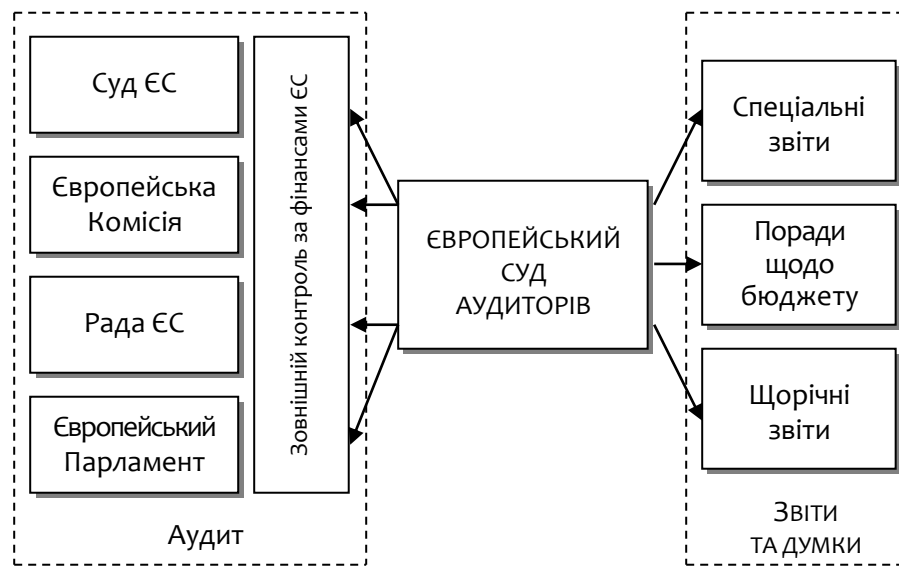 Суд ЄС
Європейська
Комісія
Рада ЄС
Європейський
Парламент
Зовнішній контроль за фінансами ЄС
Аудит
ЄВРОПЕЙСЬКИЙ
СУД
АУДИТОРІВ
Спеціальні
звіти
Поради
щодо
бюджету
Щорічні
звіти
ЗВІТИ
ТА ДУМКИ